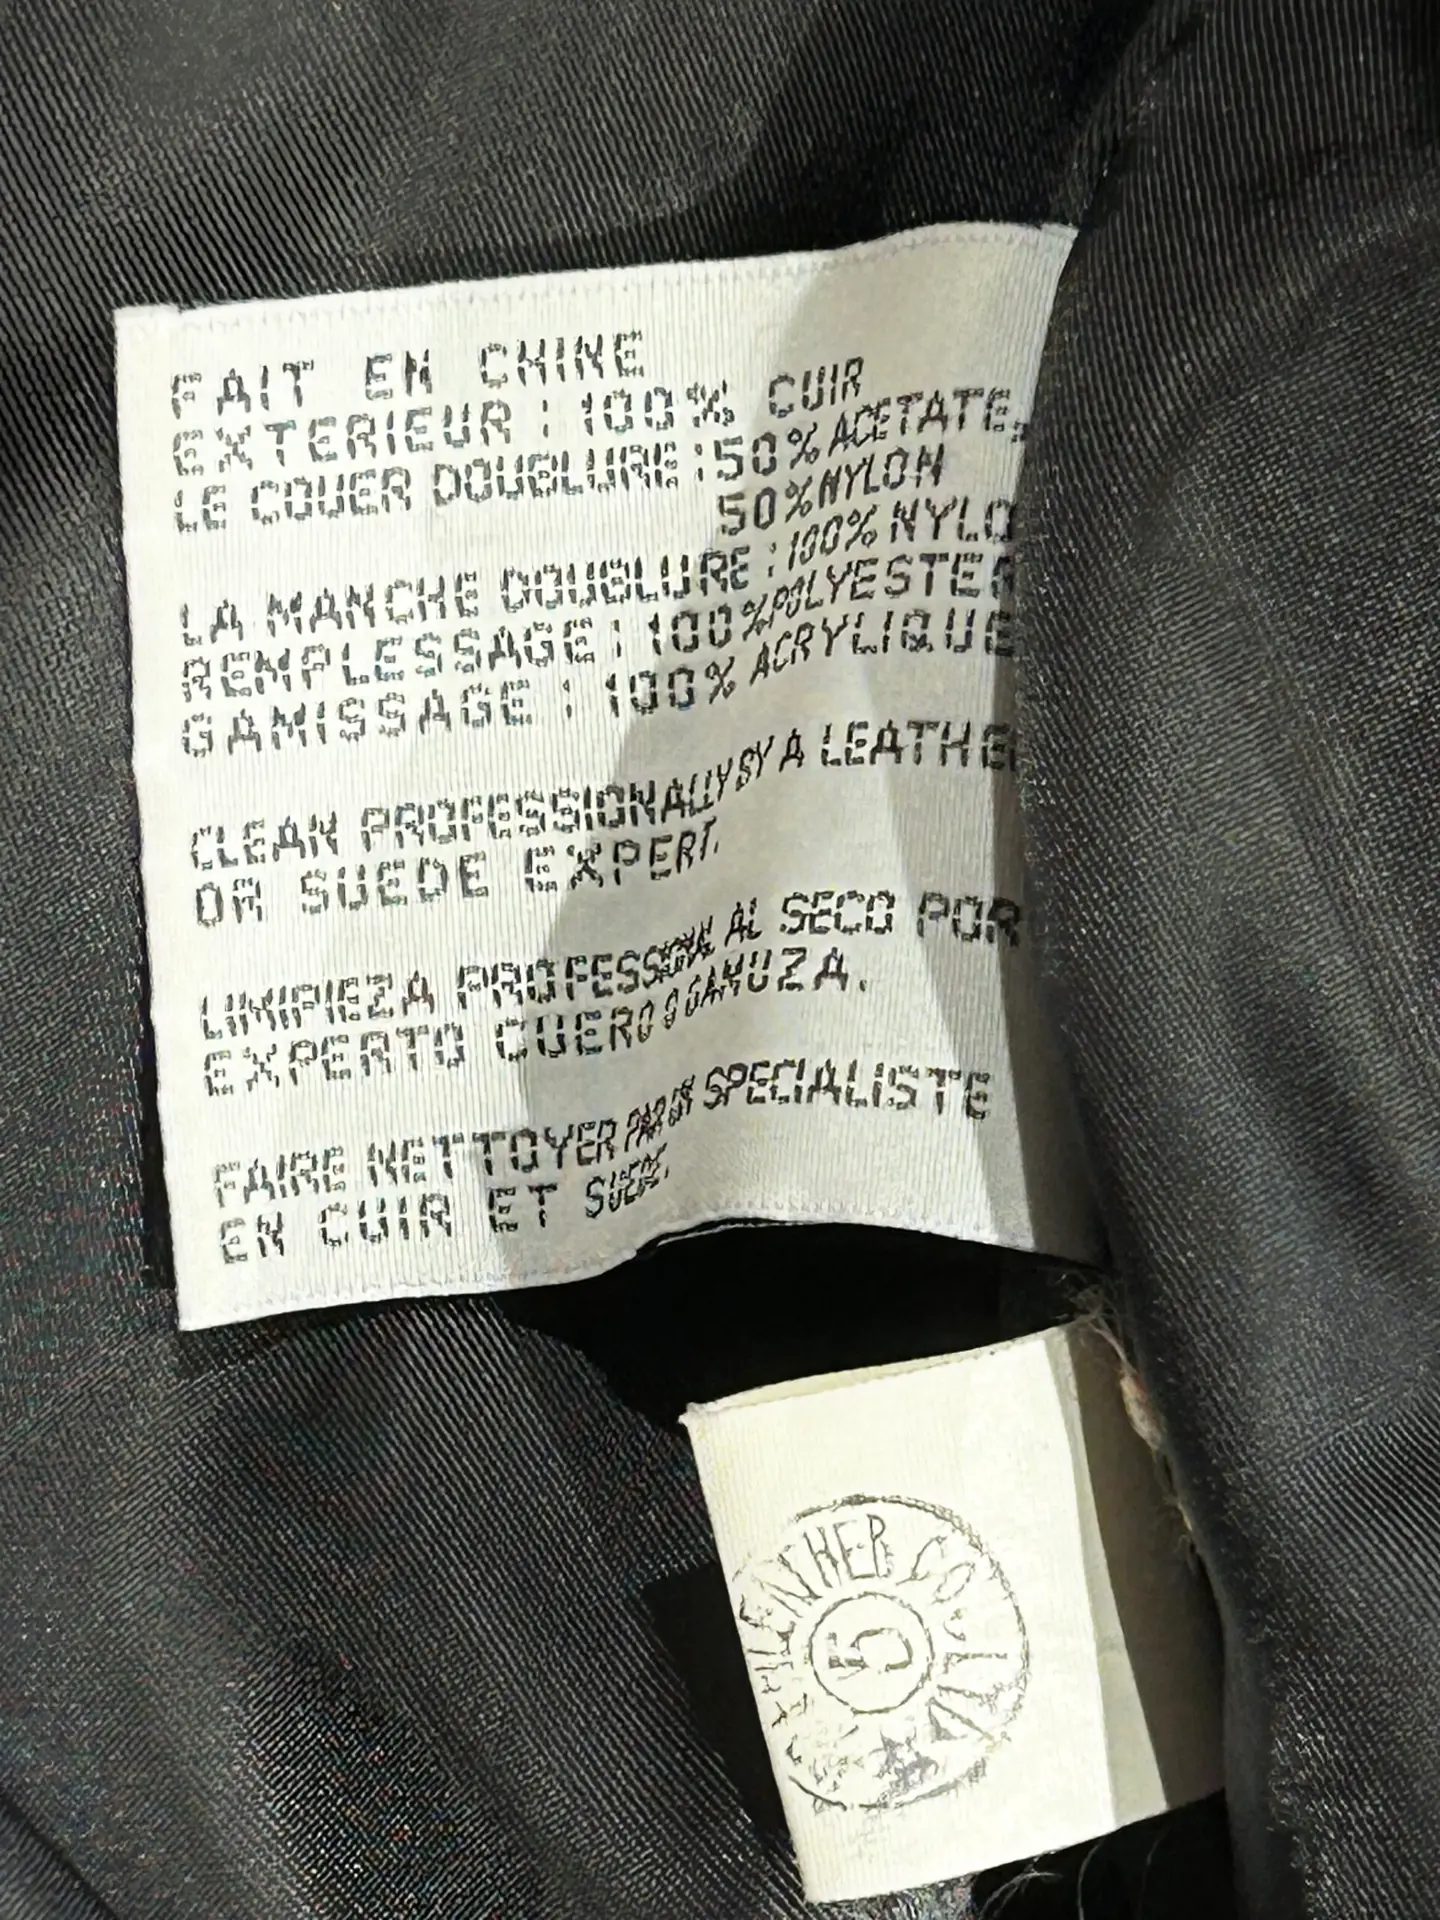 FAIT EN CHINE
EXTERIEUR : 100% CUIR
LE COUER DOUBLURE : 50% ACETATE,
50% NYLON
LA MANCHE DOUBLURE : 100% NYLO
REMPLESSAGE : 100% POLYESTER
GAMISSAGE : 100% ACRYLIQUE
CLEAN PROFESSIONALLY BY A LEATHE
OR SUEDE EXPERT.
LIMPIEZA PROFESSIONAL AL SECO POR
EXPERTO CUERO O GAMUZA.
FAIRE NETTOYER PAR UN SPECIALISTE
EN CUIR ET SUEDE.
5